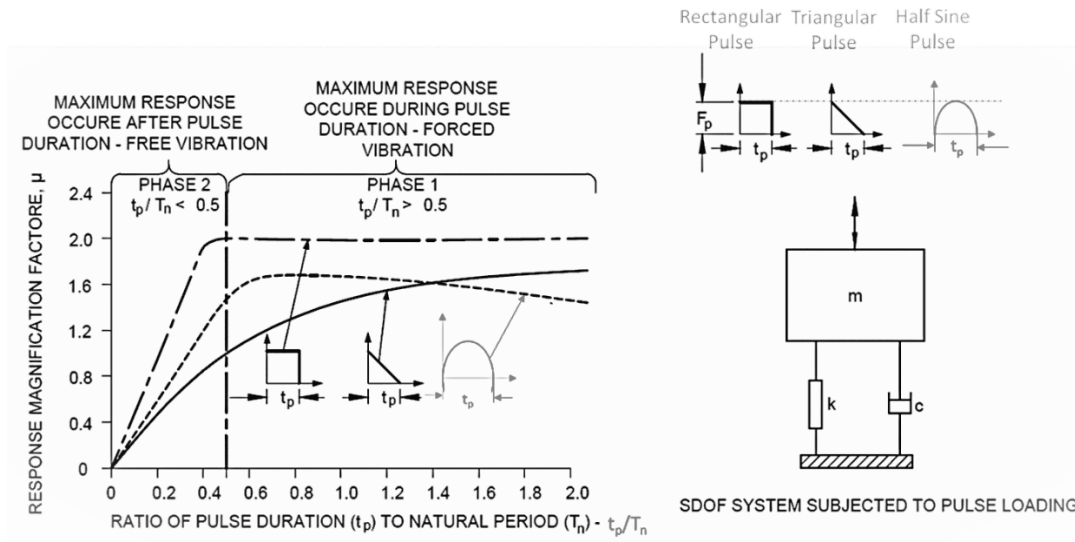 MAXIMUM RESPONSE
OCCURE AFTER PULSE
DURATION - FREE VIBRATION
MAXIMUM RESPONSE
OCCURE DURING PULSE
DURATION - FORCED
VIBRATION
PHASE 2
tp/Tn < 0.5
PHASE 1
tp/Tn > 0.5
RESPONSE MAGNIFICATION FACTORE, μ
2.4
2.0
1.6
1.2
0.8
0.4
0
tp
tp
tp
0 0.2 0.4 0.6 0.8 1.0 1.2 1.4 1.6 1.8 2.0
RATIO OF PULSE DURATION (tp) TO NATURAL PERIOD (Tn) - tp/Tn
Rectangular Pulse
Triangular Pulse
Half Sine Pulse
Fp
tp
tp
tp
m
k
c
SDOF SYSTEM SUBJECTED TO PULSE LOADING